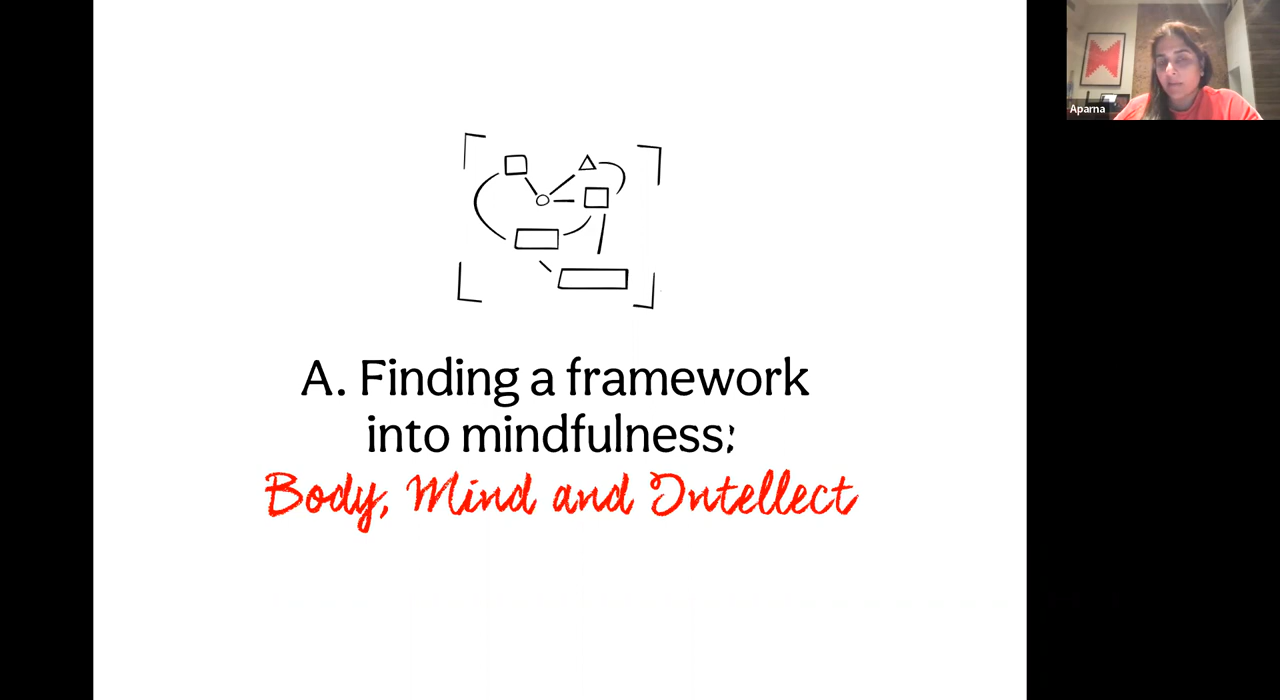 Aparna
A. Finding a framework
into mindfulness:
Body, Mind and Intellect